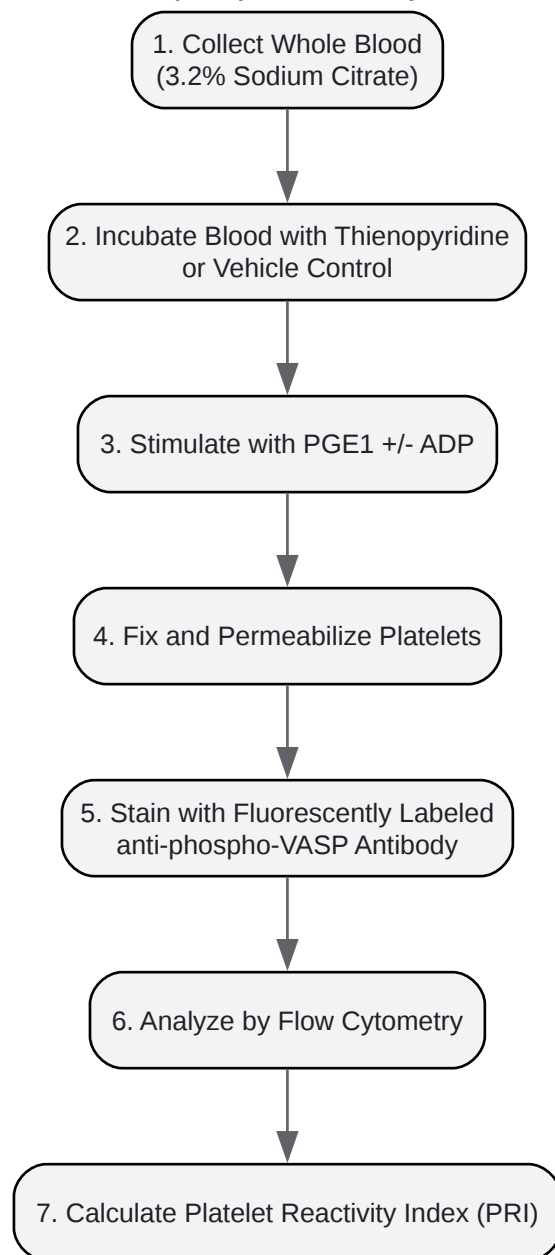 1. Collect Whole Blood
(3.2% Sodium Citrate)
2. Incubate Blood with Thienopyridine
or Vehicle Control
3. Stimulate with PGE1 +/- ADP
4. Fix and Permeabilize Platelets
5. Stain with Fluorescently Labeled
anti-phospho-VASP Antibody
6. Analyze by Flow Cytometry
7. Calculate Platelet Reactivity Index (PRI)